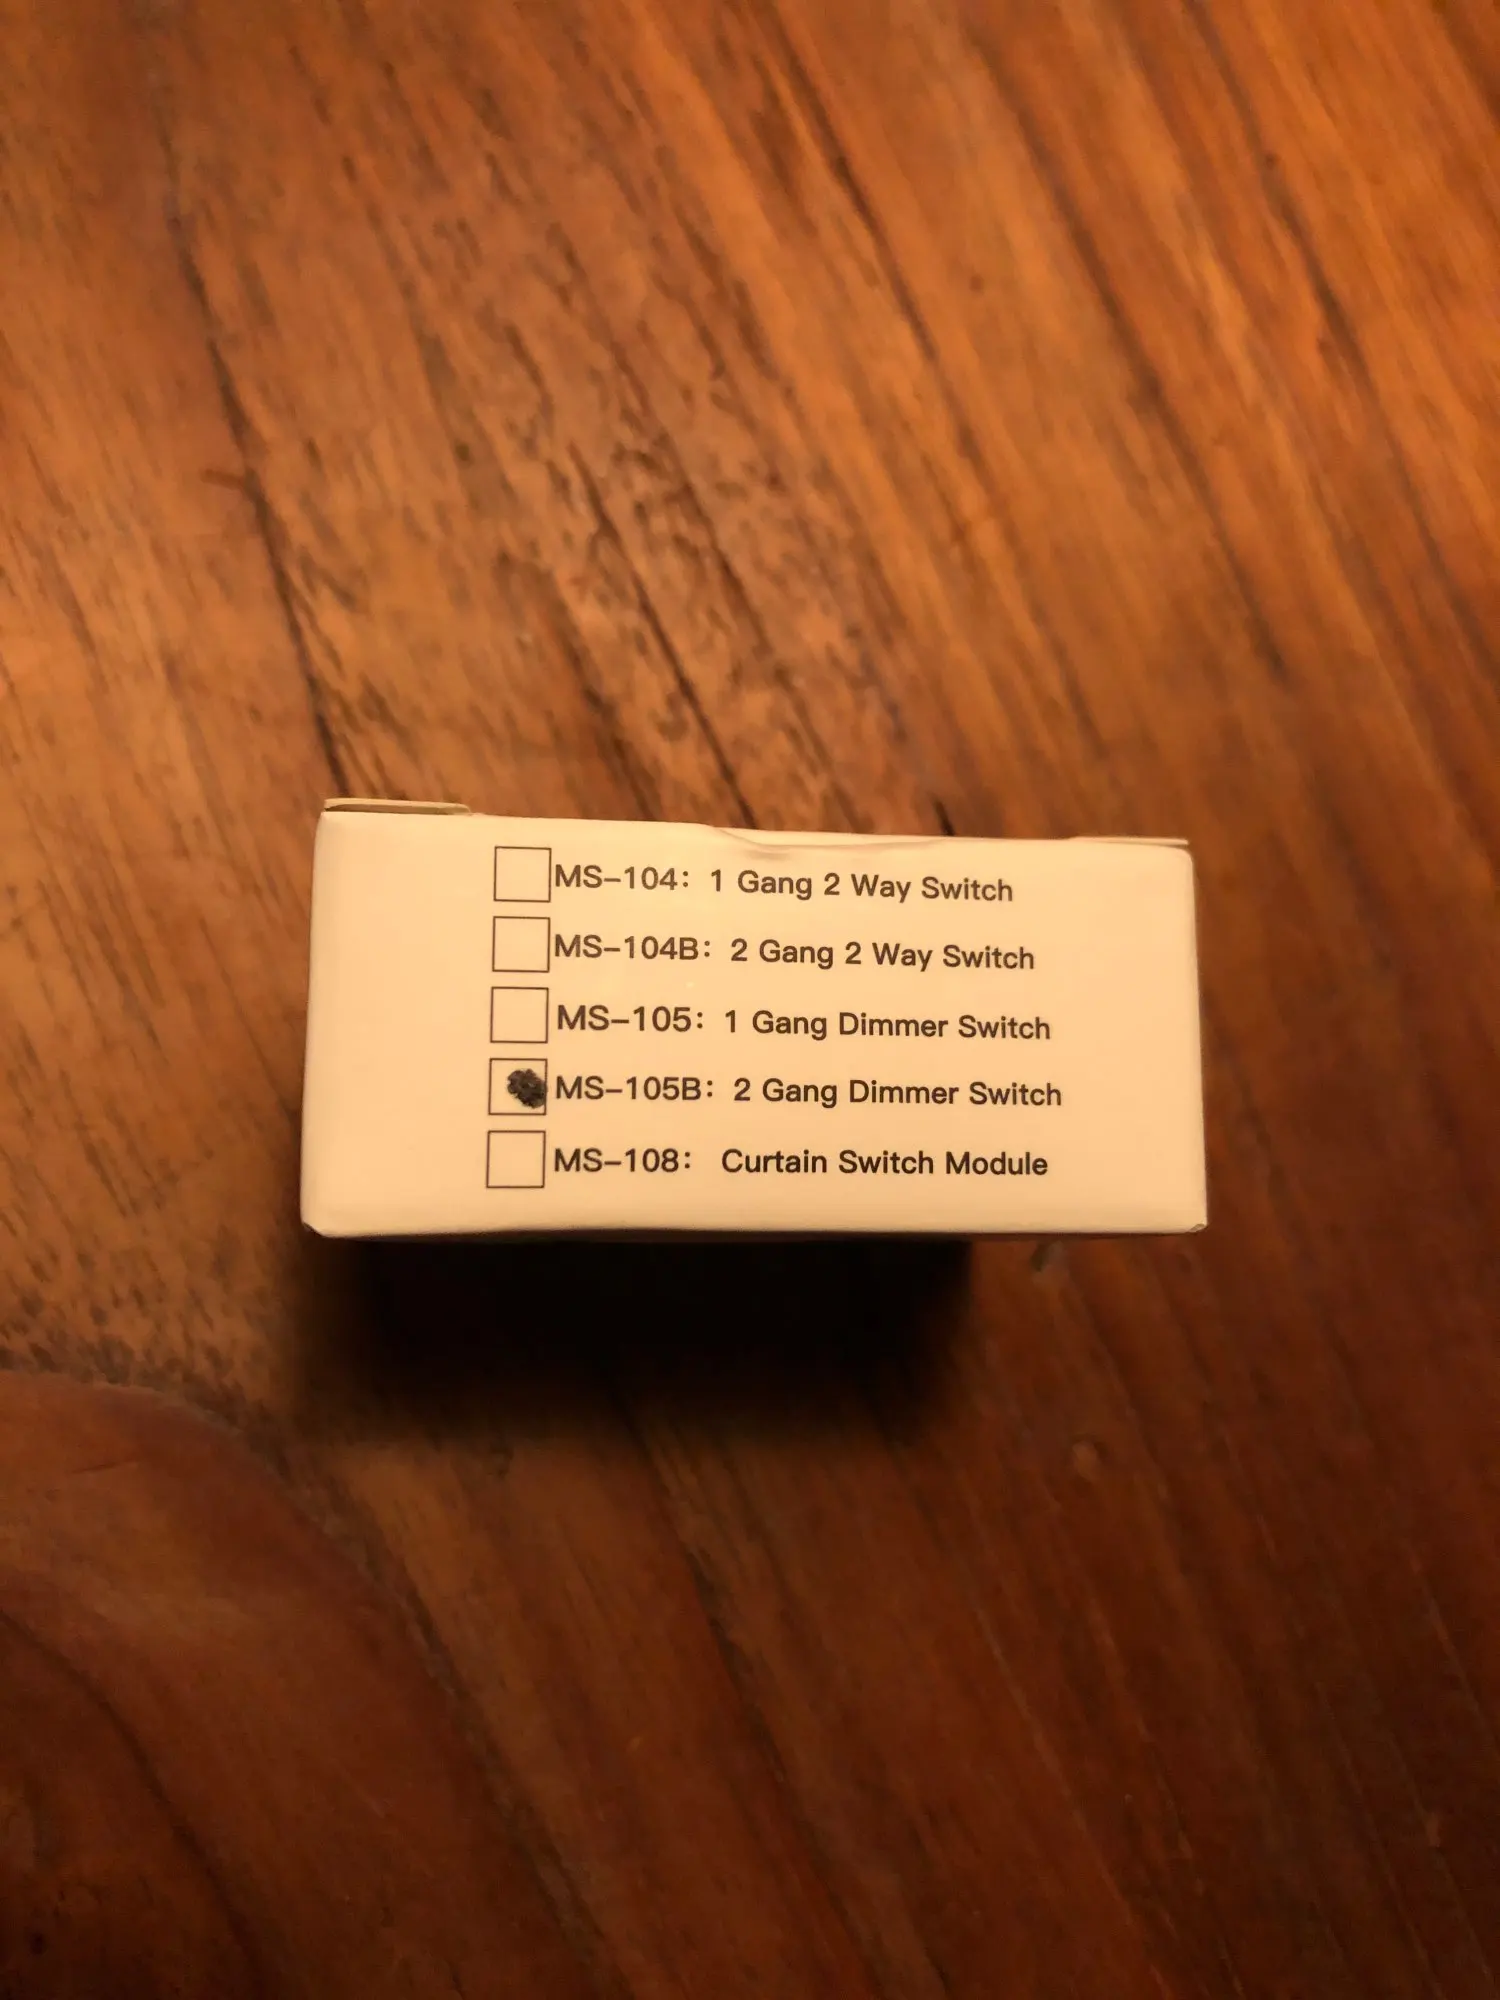 MS-104: 1 Gang 2 Way Switch
MS-104B: 2 Gang 2 Way Switch
MS-105: 1 Gang Dimmer Switch
MS-105B: 2 Gang Dimmer Switch
MS-108: Curtain Switch Module